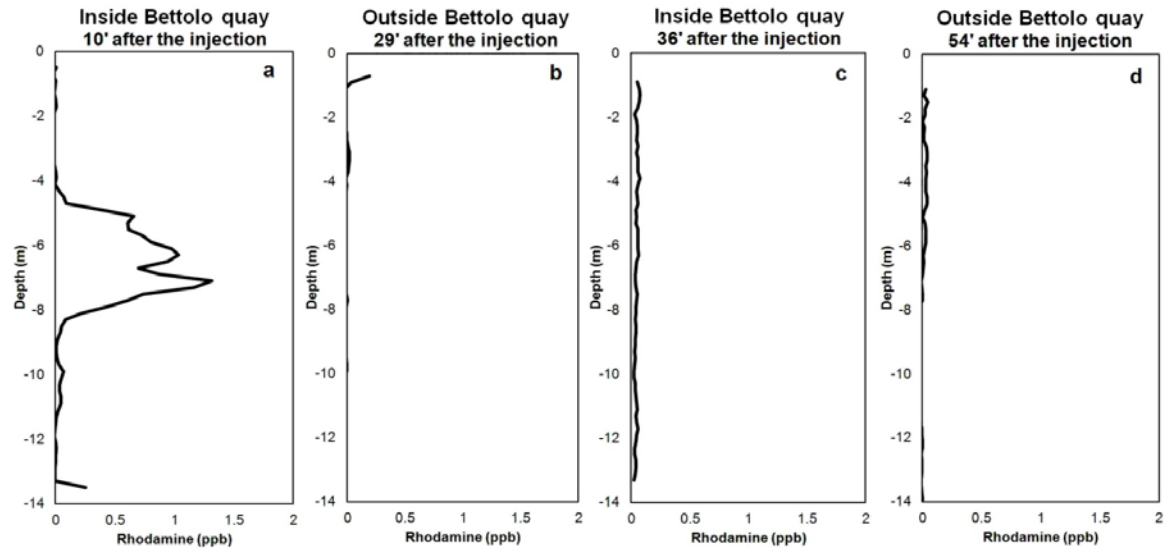 Inside Bettolo quay
10' after the injection
a
0
-2
-4
-6
-8
-10
-12
-14
Depth (m)
0 0.5 1 1.5 2
Rhodamine (ppb)
Outside Bettolo quay
29' after the injection
b
0
-2
-4
-6
-8
-10
-12
-14
Depth (m)
0 0.5 1 1.5 2
Rhodamine (ppb)
Inside Bettolo quay
36' after the injection
c
0
-2
-4
-6
-8
-10
-12
-14
Depth (m)
0 0.5 1 1.5 2
Rhodamine (ppb)
Outside Bettolo quay
54' after the injection
d
0
-2
-4
-6
-8
-10
-12
-14
Depth (m)
0 0.5 1 1.5 2
Rhodamine (ppb)